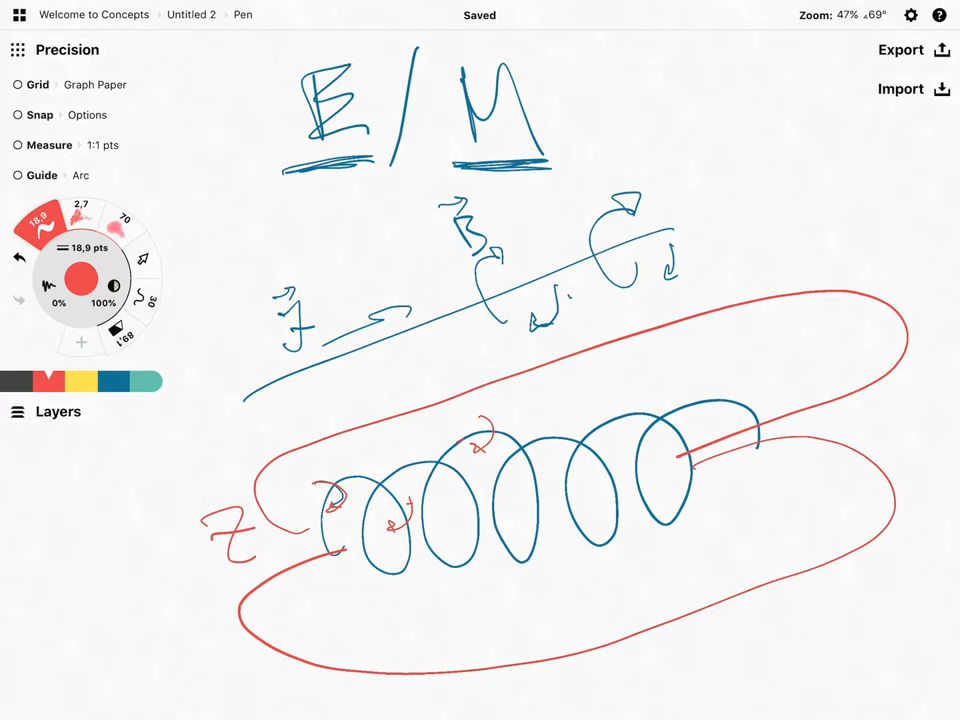 Welcome to Concepts › Untitled 2 › Pen
Saved
Zoom: 47% ⊿69°
Precision
Export
Grid › Graph Paper
Import
Snap › Options
Measure › 1:1 pts
Guide › Arc
E/M
18,9
2,7
70
18,9 pts
0%
100%
30
89,1
B
J
Layers